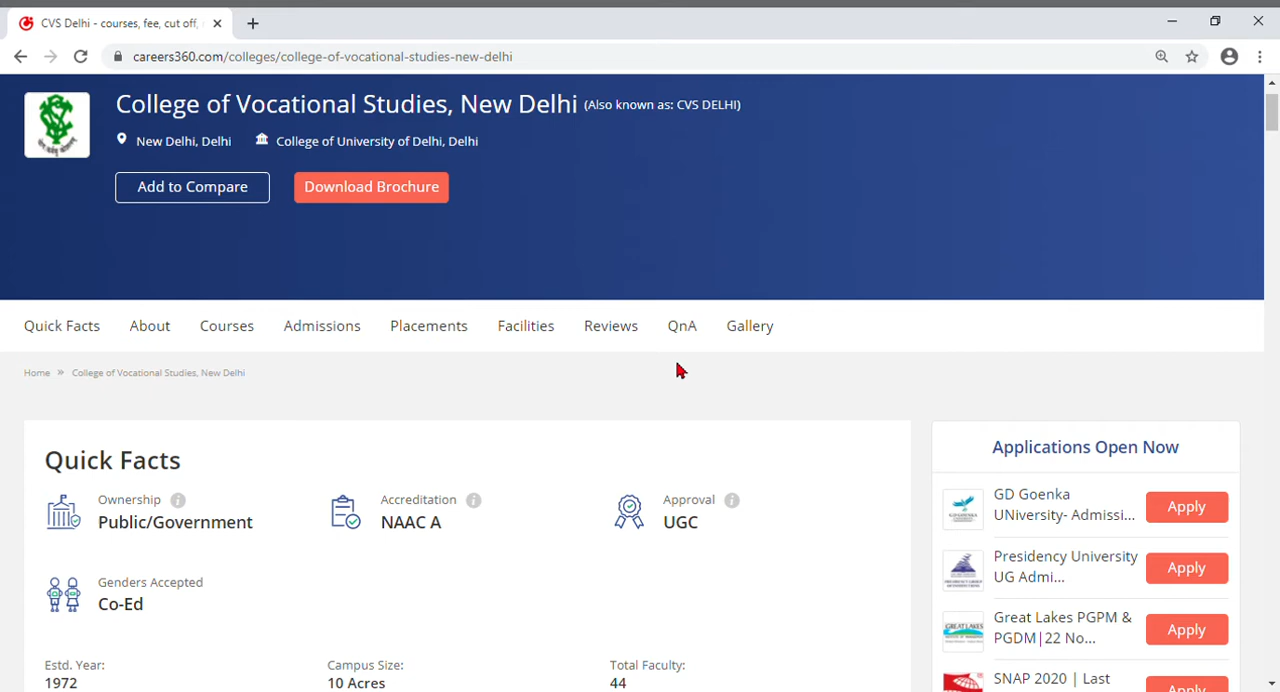 CVS Delhi - courses, fee, cut off,
careers360.com/colleges/college-of-vocational-studies-new-delhi
College of Vocational Studies, New Delhi (Also known as: CVS DELHI)
New Delhi, Delhi College of University of Delhi, Delhi
Add to Compare Download Brochure
Quick Facts About Courses Admissions Placements Facilities Reviews QnA Gallery
Home » College of Vocational Studies, New Delhi
Quick Facts
Ownership Accreditation Approval
Public/Government NAAC A UGC
Genders Accepted
Co-Ed
Estd. Year: Campus Size: Total Faculty:
1972 10 Acres 44
Applications Open Now
GD Goenka
UNiversity- Admissi... Apply
Presidency University
UG Admi... Apply
Great Lakes PGPM &
PGDM|22 No... Apply
SNAP 2020 | Last
Apply